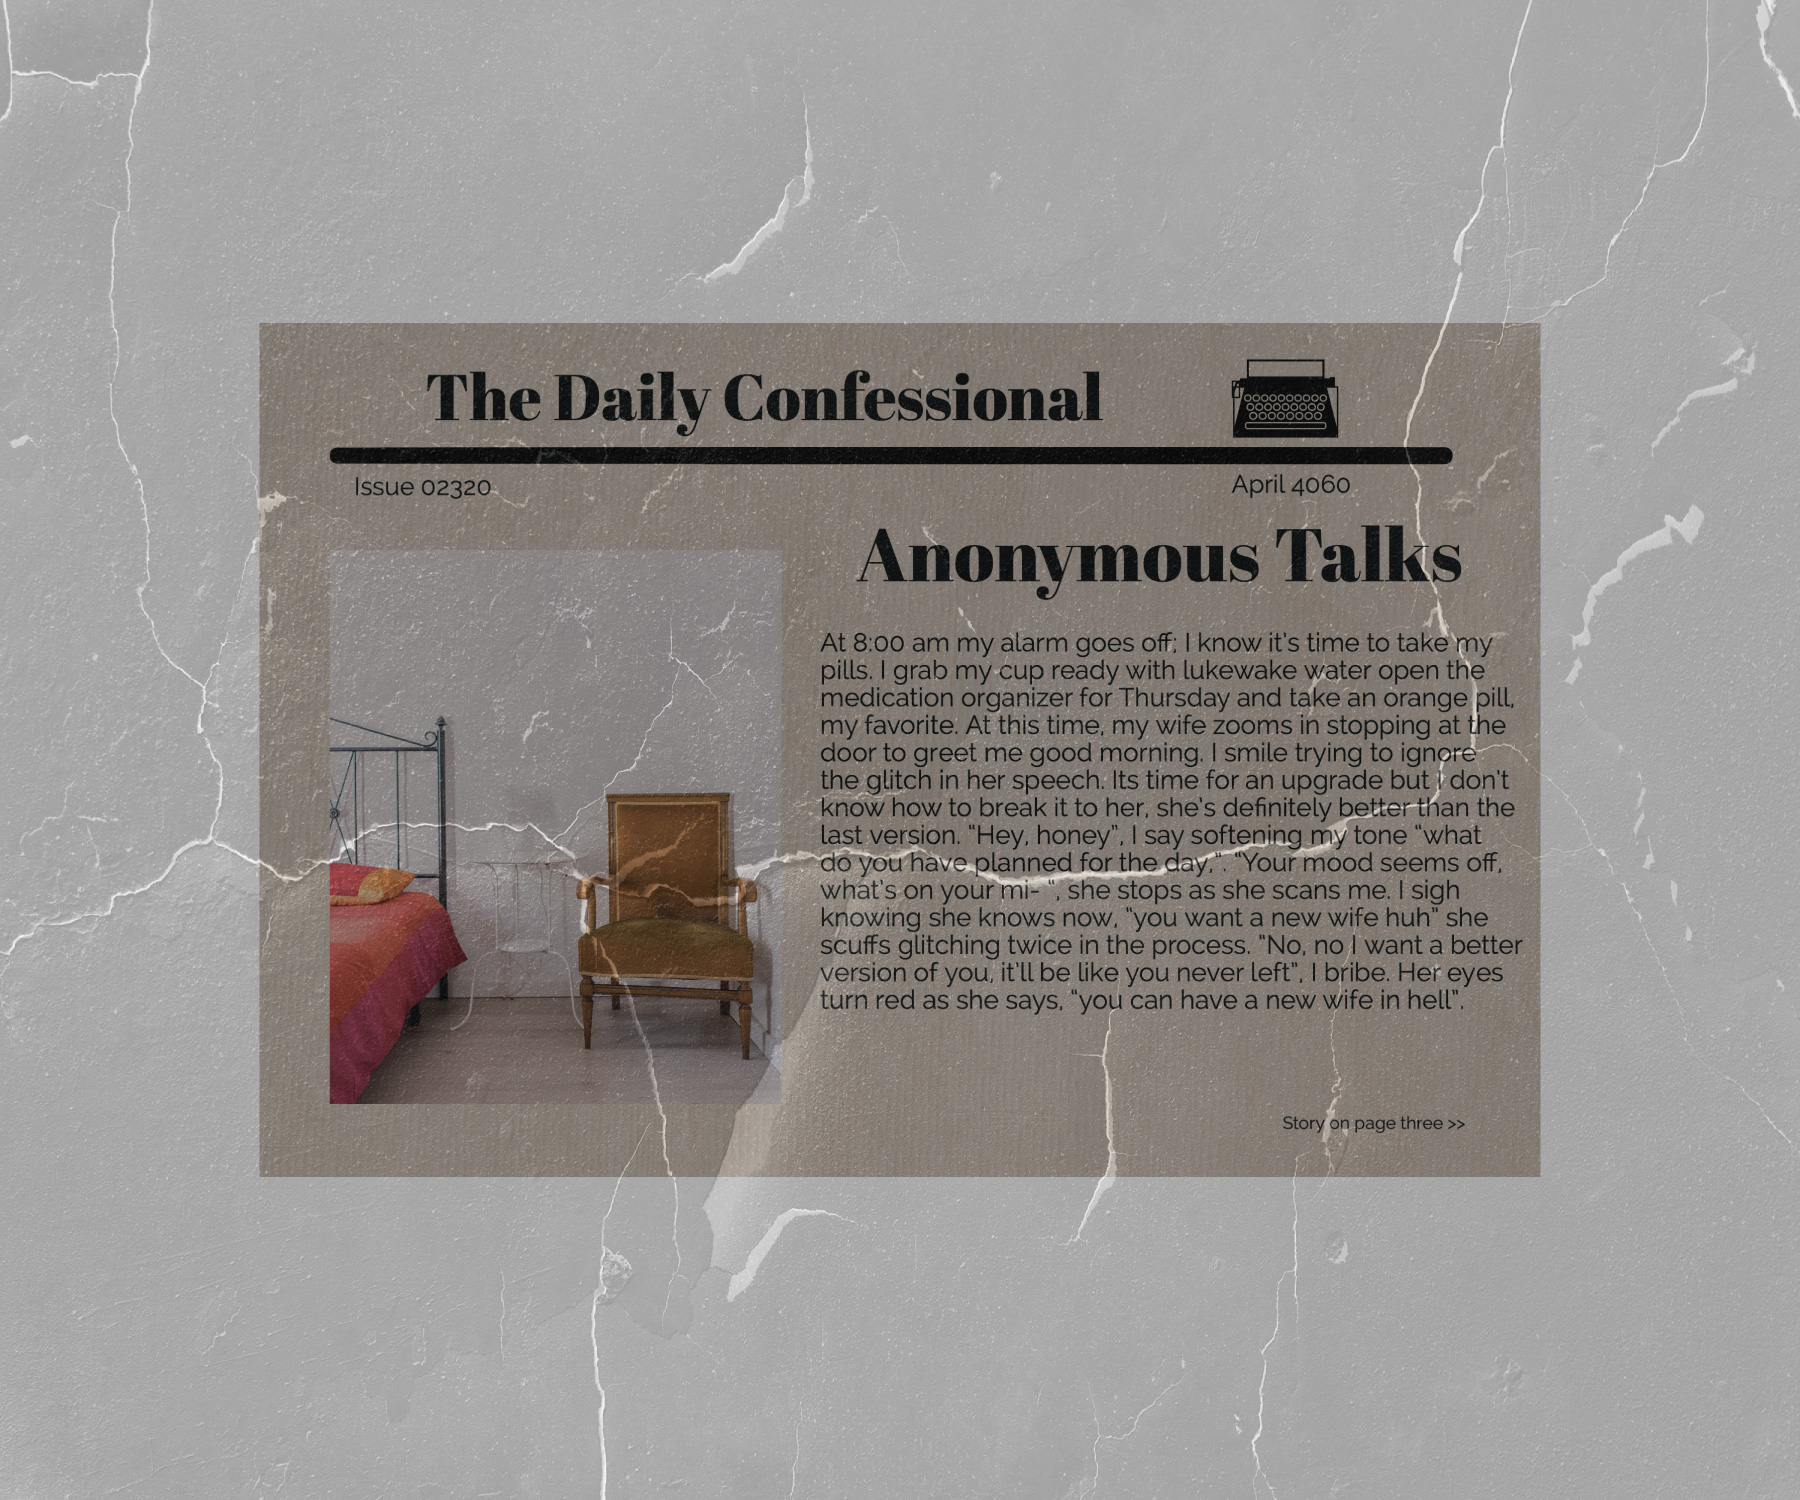 The Daily Confessional
Issue 02320
April 4060
Anonymous Talks
At 8:00 am my alarm goes off; I know it's time to take my
pills. I grab my cup ready with lukewake water open the
medication organizer for Thursday and take an orange pill,
my favorite. At this time, my wife zooms in stopping at the
door to greet me good morning. I smile trying to ignore
the glitch in her speech. Its time for an upgrade but I don't
know how to break it to her, she's definitely better than the
last version. "Hey, honey", I say softening my tone "what
do you have planned for the day,". "Your mood seems off,
what's on your mi- ", she stops as she scans me. I sigh
knowing she knows now, "you want a new wife huh" she
scuffs glitching twice in the process. "No, no I want a better
version of you, it'll be like you never left", I bribe. Her eyes
turn red as she says, "you can have a new wife in hell".
Story on page three >>